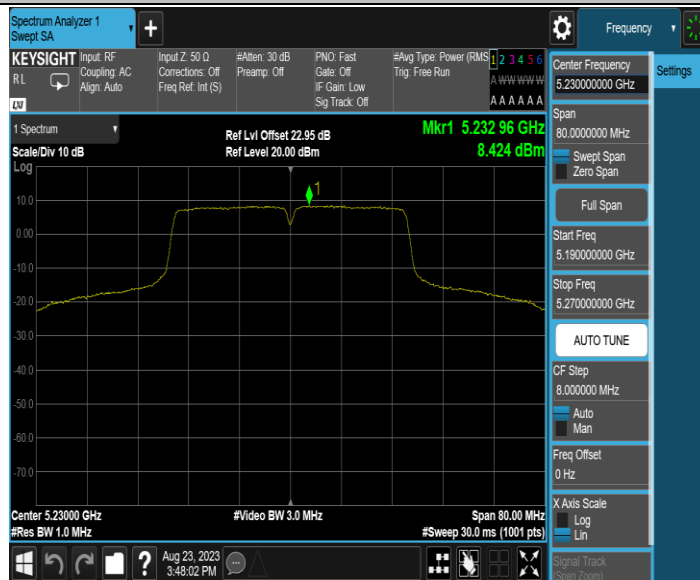 Spectrum Analyzer 1
Swept SA
+
Frequency
KEYSIGHT
R L
LXI
Input: RF
Coupling: AC
Align: Auto
Input Z: 50 Ω
Corrections: Off
Freq Ref: Int (S)
#Atten: 30 dB
Preamp: Off
PNO: Fast
Gate: Off
IF Gain: Low
Sig Track: Off
#Avg Type: Power (RMS
Trig: Free Run
1 2 3 4 5 6
A W W W W W
A A A A A A
Center Frequency
5.230000000 GHz
Settings
Span
80.0000000 MHz
Swept Span
Zero Span
Full Span
Start Freq
5.190000000 GHz
Stop Freq
5.270000000 GHz
AUTO TUNE
CF Step
8.000000 MHz
Auto
Man
Freq Offset
0 Hz
X Axis Scale
Log
Lin
Signal Track
(Span Zoom)
1 Spectrum
Scale/Div 10 dB
Log
Ref Lvl Offset 22.95 dB
Ref Level 20.00 dBm
Mkr1 5.232 96 GHz
8.424 dBm
1
10.0
0.00
-10.0
-20.0
-30.0
-40.0
-50.0
-60.0
-70.0
Center 5.23000 GHz
#Res BW 1.0 MHz
#Video BW 3.0 MHz
Span 80.00 MHz
#Sweep 30.0 ms (1001 pts)
?
Aug 23, 2023
3:48:02 PM